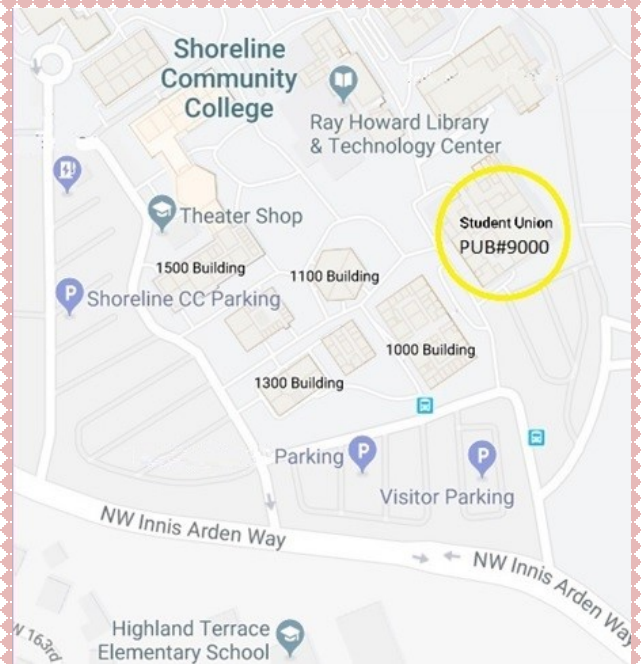 Shoreline
Community
College
Ray Howard Library
& Technology Center
Student Union
PUB#9000
Theater Shop
1500 Building
1100 Building
P
Shoreline CC Parking
1000 Building
1300 Building
Parking
P
P
Visitor Parking
NW Innis Arden Way
NW Innis Arden Way
Highland Terrace
Elementary School
W 163rd